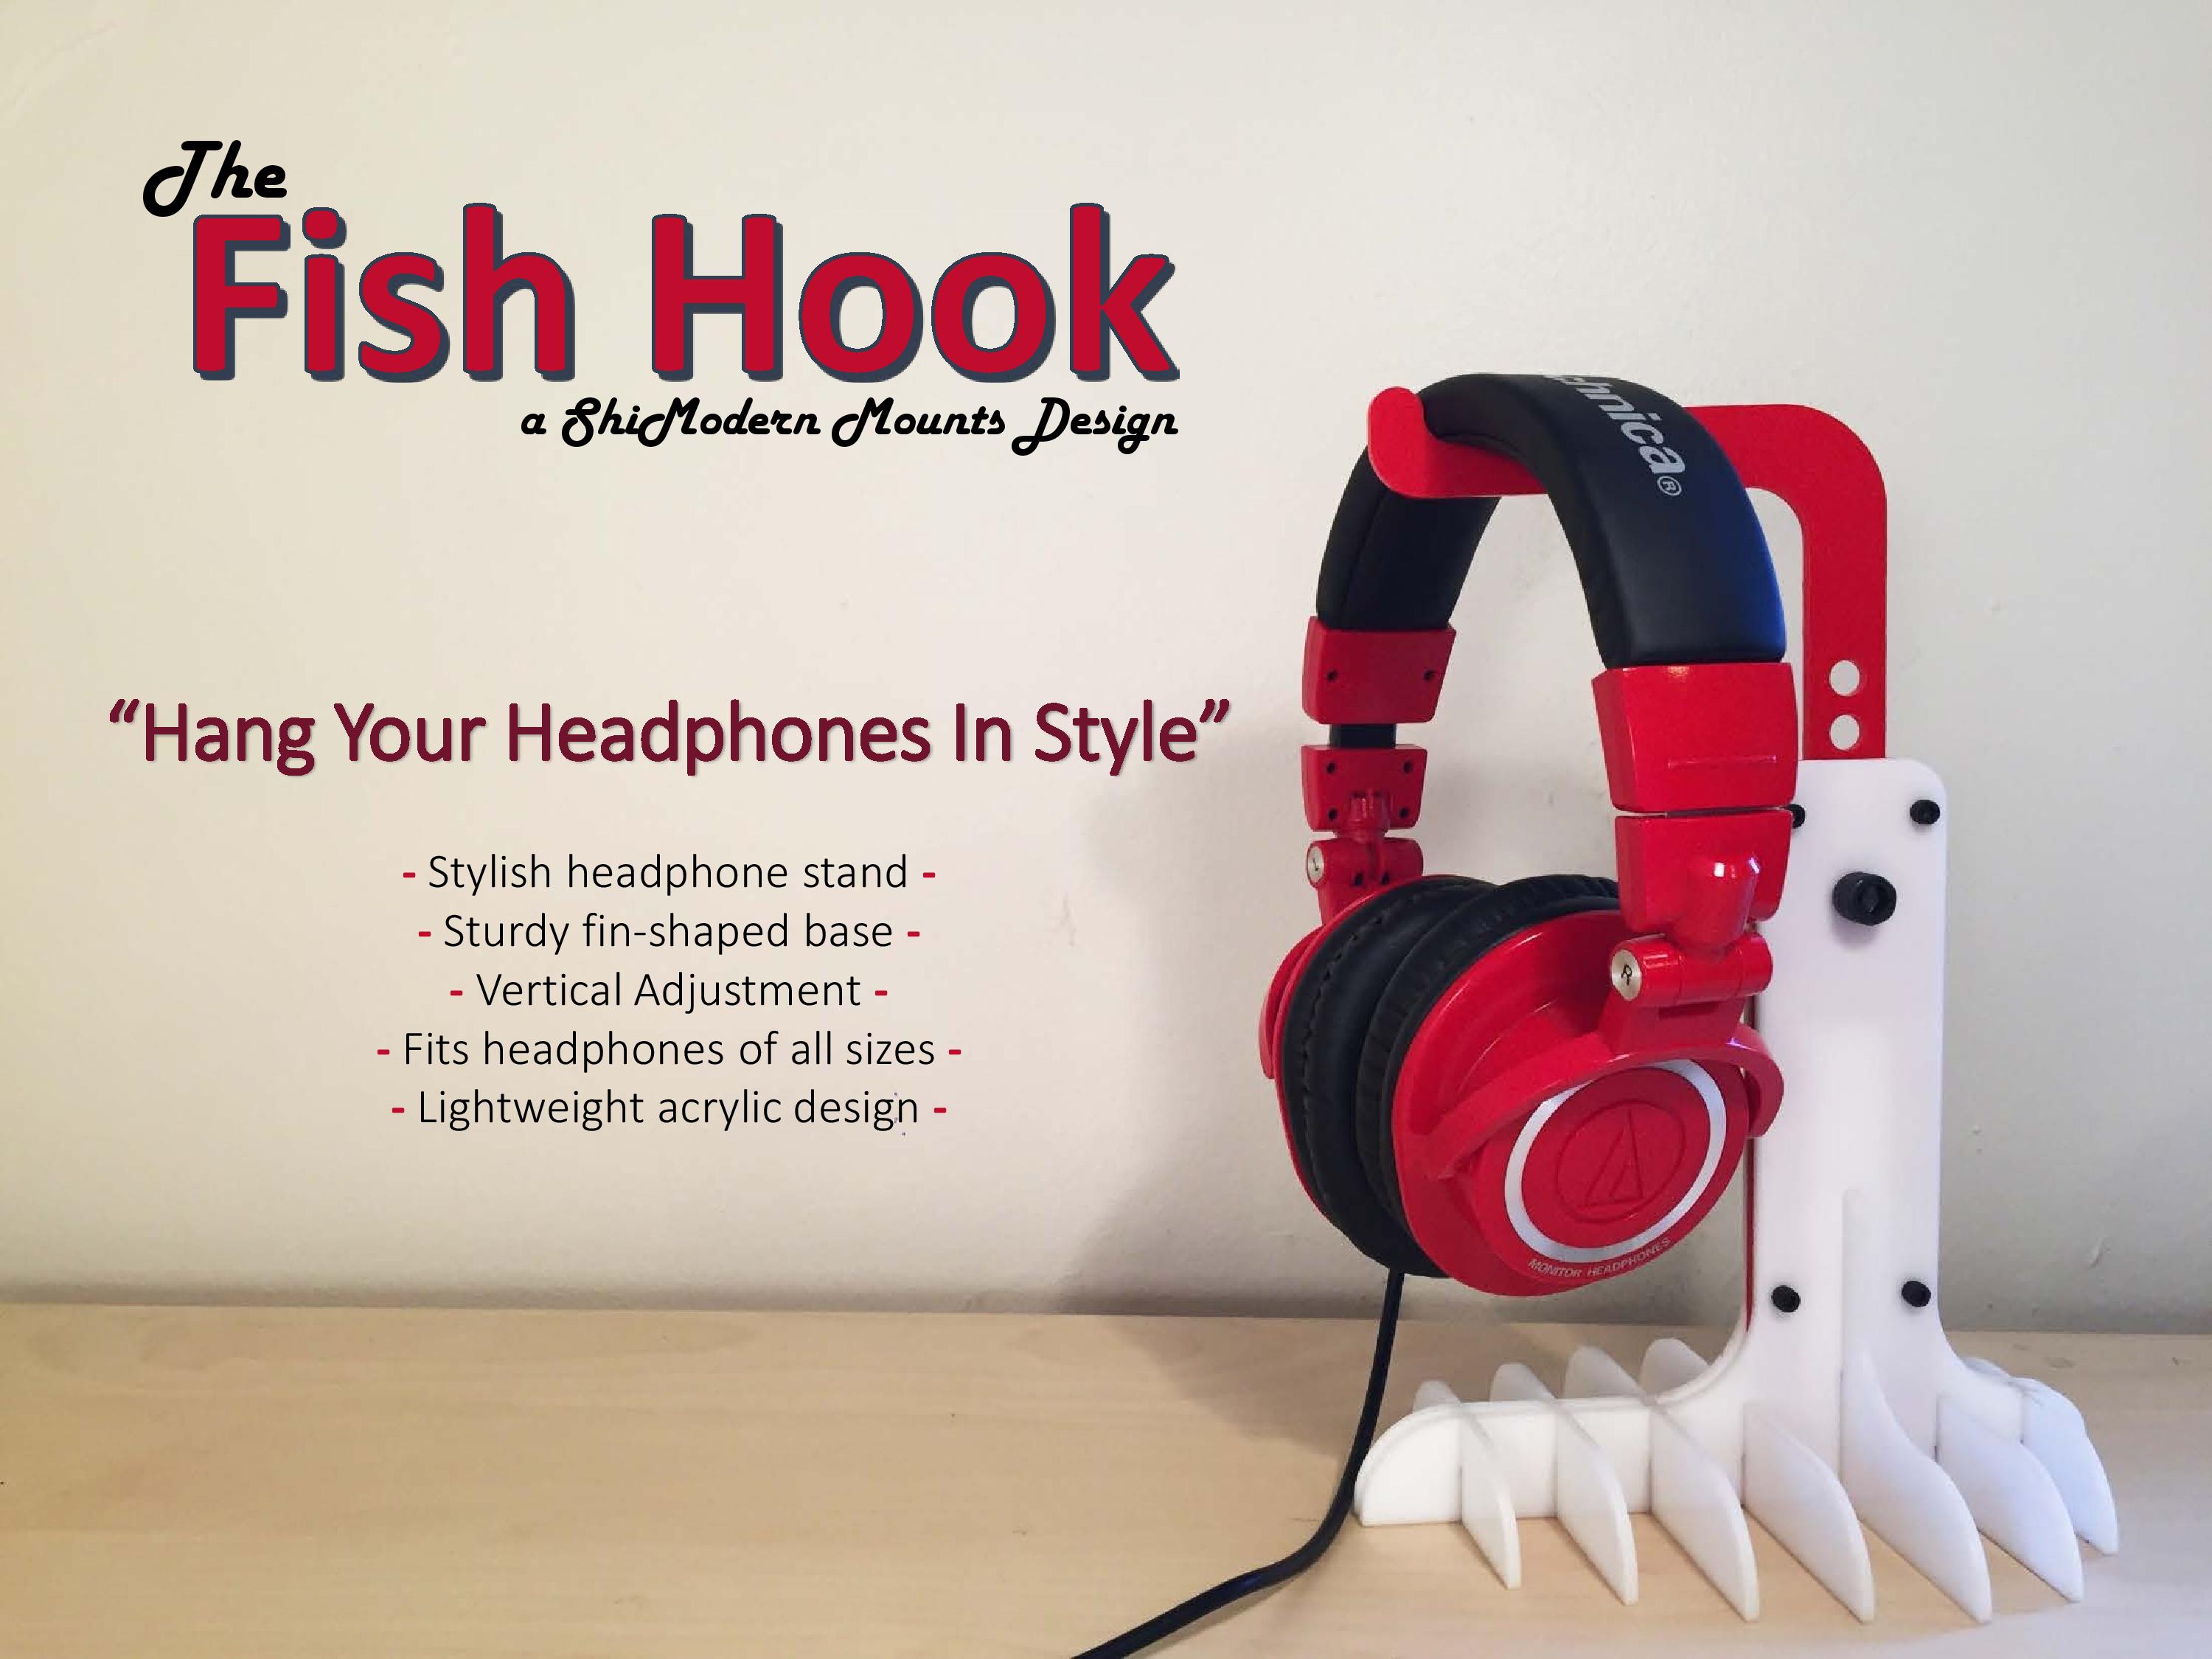 The
Fish Hook
a ShiModern Mounts Design
“Hang Your Headphones In Style”
- Stylish headphone stand -
- Sturdy fin-shaped base -
- Vertical Adjustment -
- Fits headphones of all sizes -
- Lightweight acrylic design -
chnica®
R
MONITOR HEADPHONES